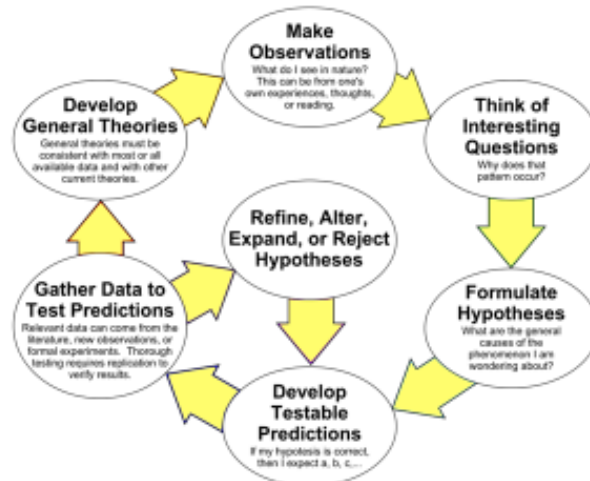 Make
Observations
What do I see in nature?
This can be from one's
own experiences, thoughts,
or reading.
Think of
Interesting
Questions
Why does that
pattern occur?
Formulate
Hypotheses
What are the general
causes of the
phenomenon I am
wondering about?
Develop
Testable
Predictions
If my hypotesis is correct,
then I expect a, b, c,...
Gather Data to
Test Predictions
Relevant data can come from the
literature, new observations, or
formal experiments. Thorough
testing requires replication to
verify results.
Refine, Alter,
Expand, or Reject
Hypotheses
Develop
General Theories
General theories must be
consistent with most or all
available data and with other
current theories.